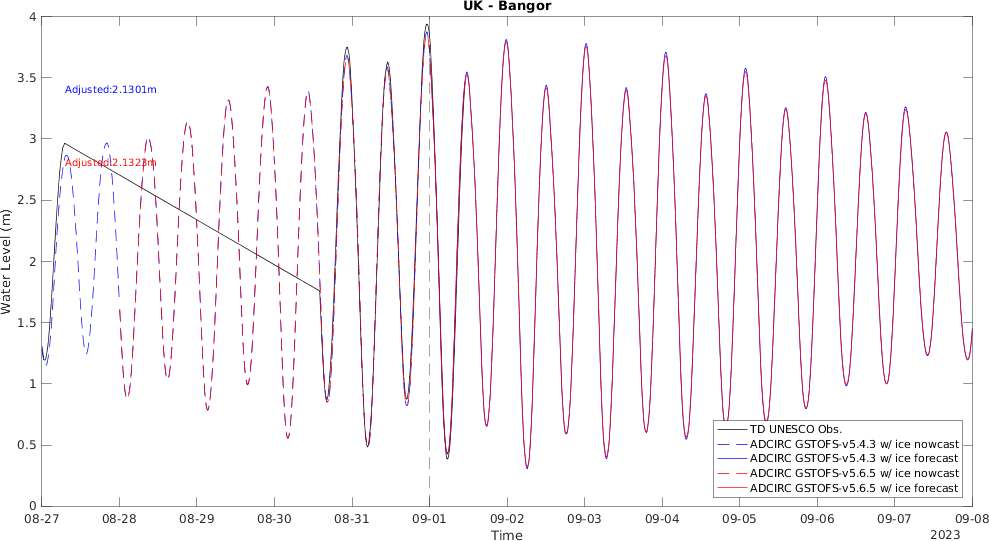 UK - Bangor
4
3.5
3
2.5
2
1.5
1
0.5
0
Water Level (m)
Adjusted:2.1301m
Adjusted:2.1323m
TD UNESCO Obs.
ADCIRC GSTOFS-v5.4.3 w/ ice nowcast
ADCIRC GSTOFS-v5.4.3 w/ ice forecast
ADCIRC GSTOFS-v5.6.5 w/ ice nowcast
ADCIRC GSTOFS-v5.6.5 w/ ice forecast
08-27 08-28 08-29 08-30 08-31 09-01 09-02 09-03 09-04 09-05 09-06 09-07 09-08
Time
2023